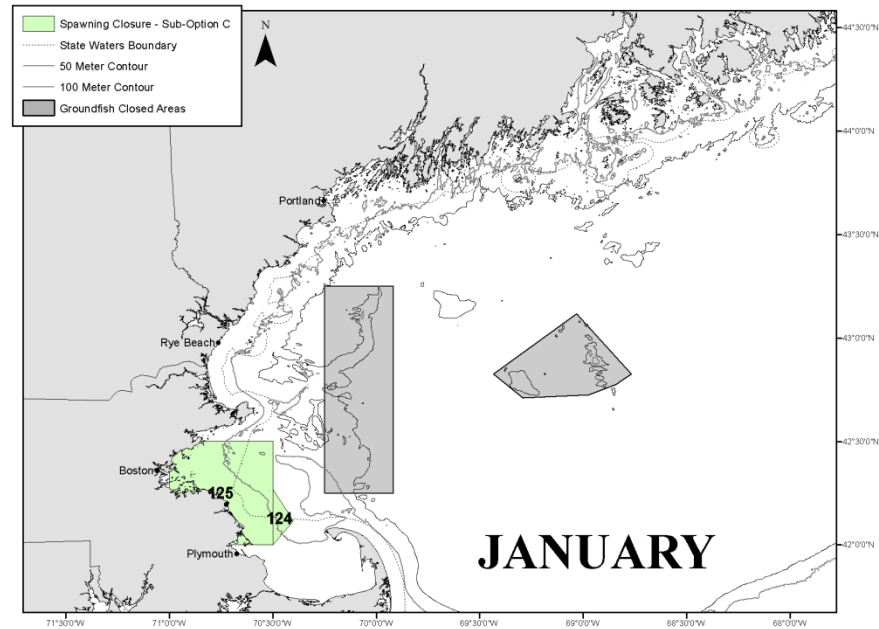 Spawning Closure - Sub-Option C
State Waters Boundary
50 Meter Contour
100 Meter Contour
Groundfish Closed Areas
N
44°30'0"N
44°0'0"N
Portland
43°30'0"N
Rye Beach
43°0'0"N
42°30'0"N
Boston
125
124
Plymouth
JANUARY
42°0'0"N
71°30'0"W 71°0'0"W 70°30'0"W 70°0'0"W 69°30'0"W 69°0'0"W 68°30'0"W 68°0'0"W